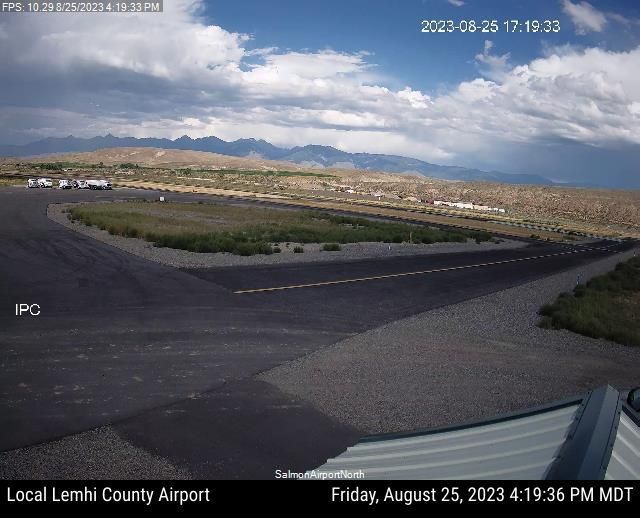 FPS: 10.29 8/25/2023 4:19:33 PM
2023-08-25 17:19:33
IPC
SalmonAirportNorth
Local Lemhi County Airport
Friday, August 25, 2023 4:19:36 PM MDT